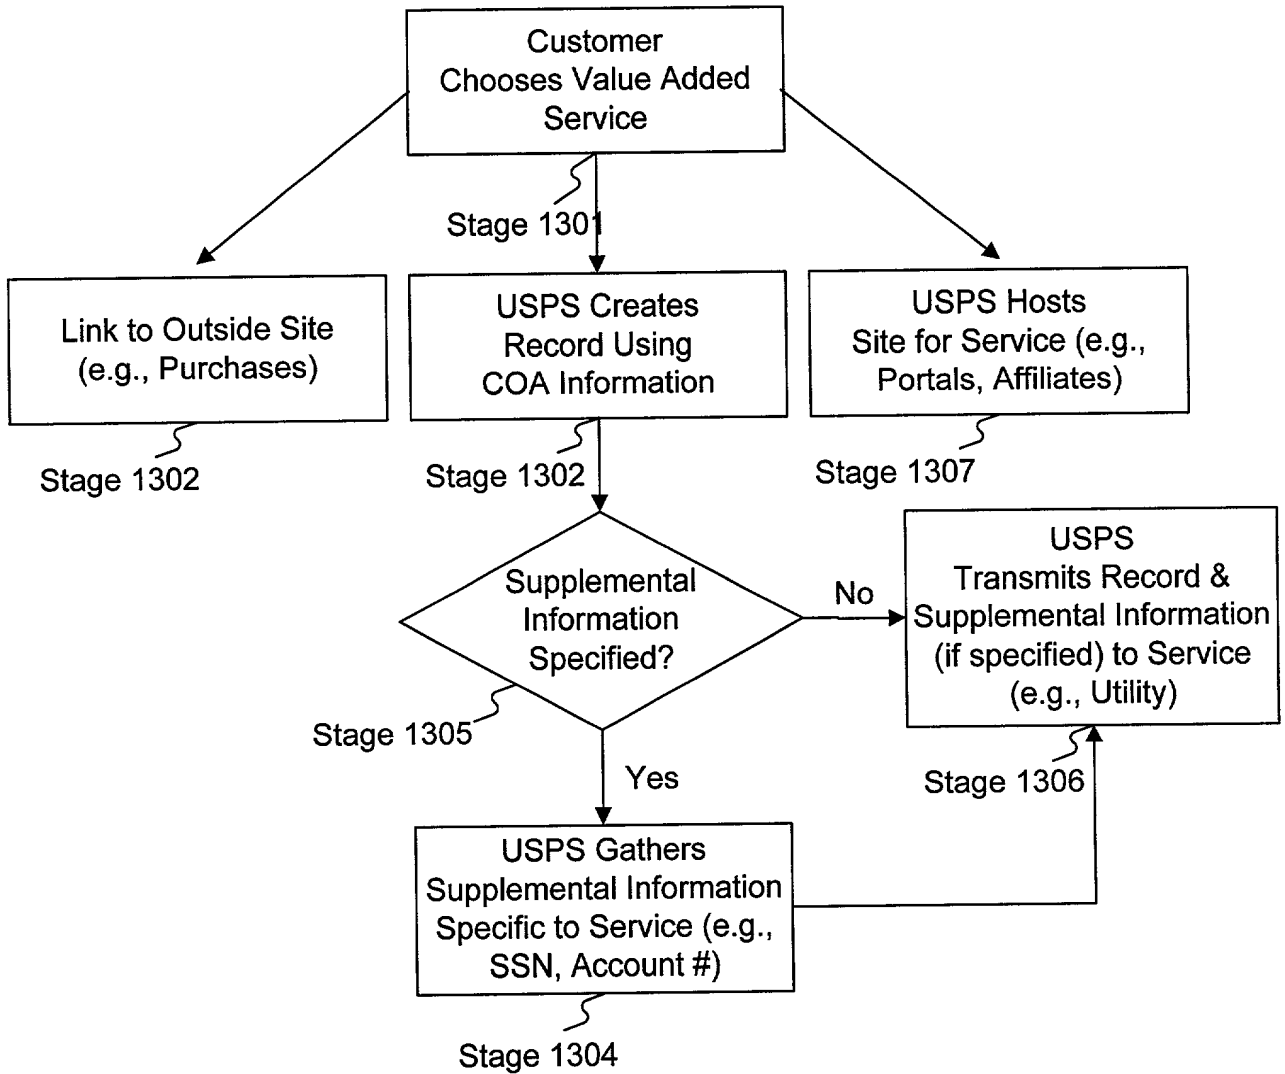 Customer
Chooses Value Added
Service
Stage 1301
Link to Outside Site
(e.g., Purchases)
Stage 1302
USPS Creates
Record Using
COA Information
Stage 1302
USPS Hosts
Site for Service (e.g.,
Portals, Affiliates)
Stage 1307
Supplemental
Information
Specified?
Stage 1305
No
Yes
USPS
Transmits Record &
Supplemental Information
(if specified) to Service
(e.g., Utility)
Stage 1306
USPS Gathers
Supplemental Information
Specific to Service (e.g.,
SSN, Account #)
Stage 1304